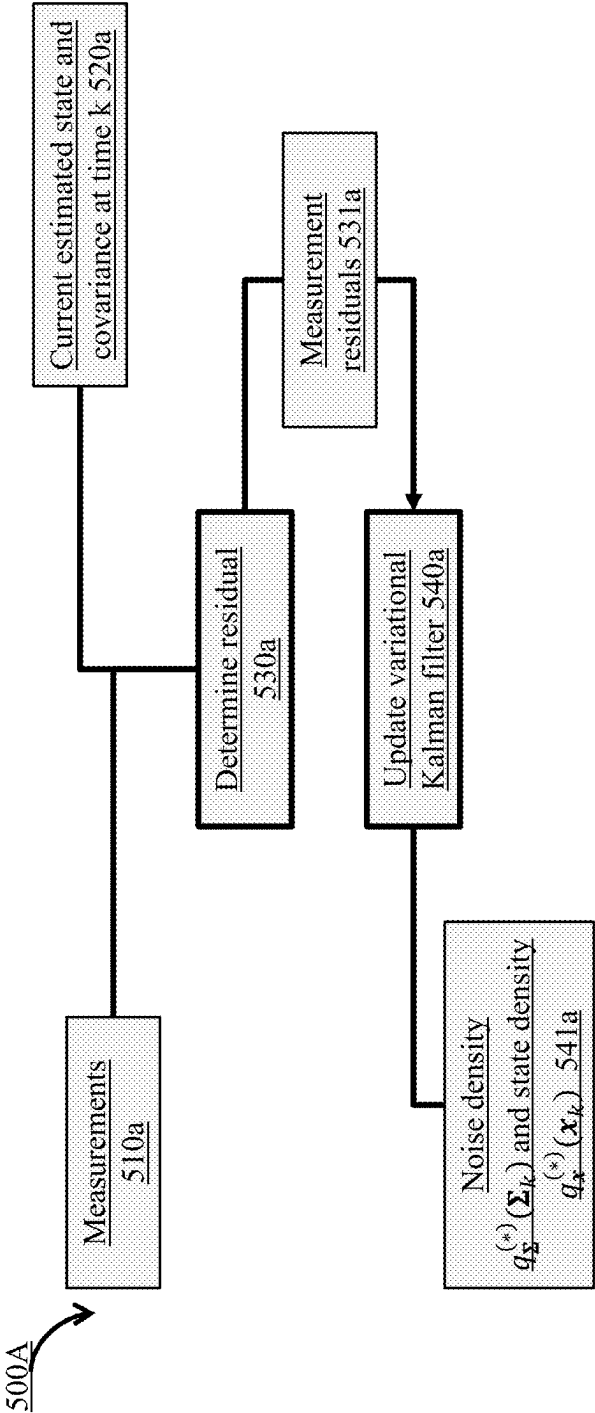 500A
Measurements
510a
Current estimated state and
covariance at time k 520a
Determine residual
530a
Measurement
residuals 531a
Update variational
Kalman filter 540a
Noise density
q_Σ^(*)(Σ_k) and state density
q_x^(*)(x_k) 541a